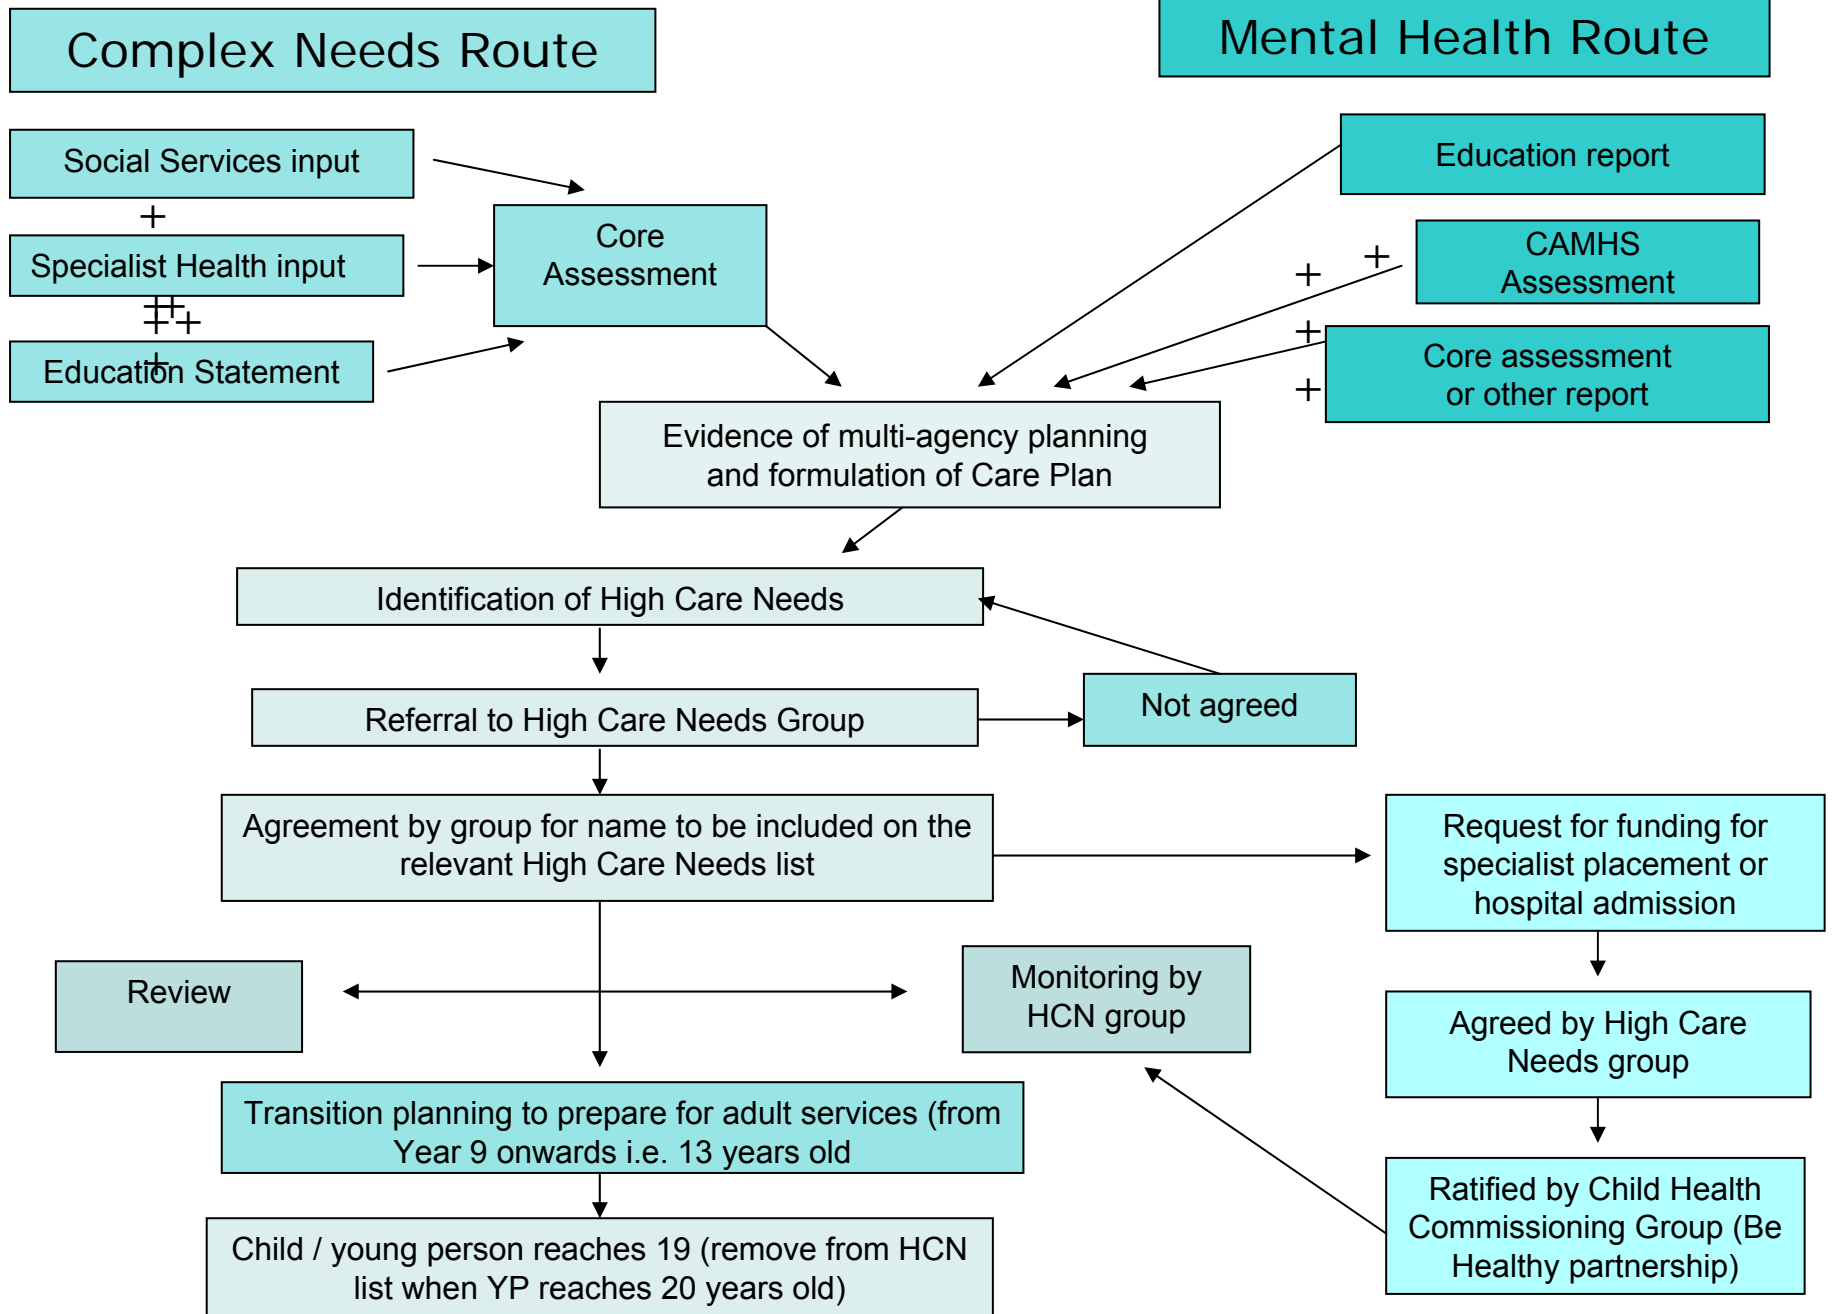 Complex Needs Route
Mental Health Route
Social Services input
+
Specialist Health input
++
++
Education Statement
+
Core
Assessment
Education report
+
+
CAMHS
Assessment
+
Core assessment
or other report
+
Evidence of multi-agency planning
and formulation of Care Plan
Identification of High Care Needs
Referral to High Care Needs Group
Not agreed
Agreement by group for name to be included on the
relevant High Care Needs list
Request for funding for
specialist placement or
hospital admission
Review
Monitoring by
HCN group
Agreed by High Care
Needs group
Transition planning to prepare for adult services (from
Year 9 onwards i.e. 13 years old
Ratified by Child Health
Commissioning Group (Be
Healthy partnership)
Child / young person reaches 19 (remove from HCN
list when YP reaches 20 years old)